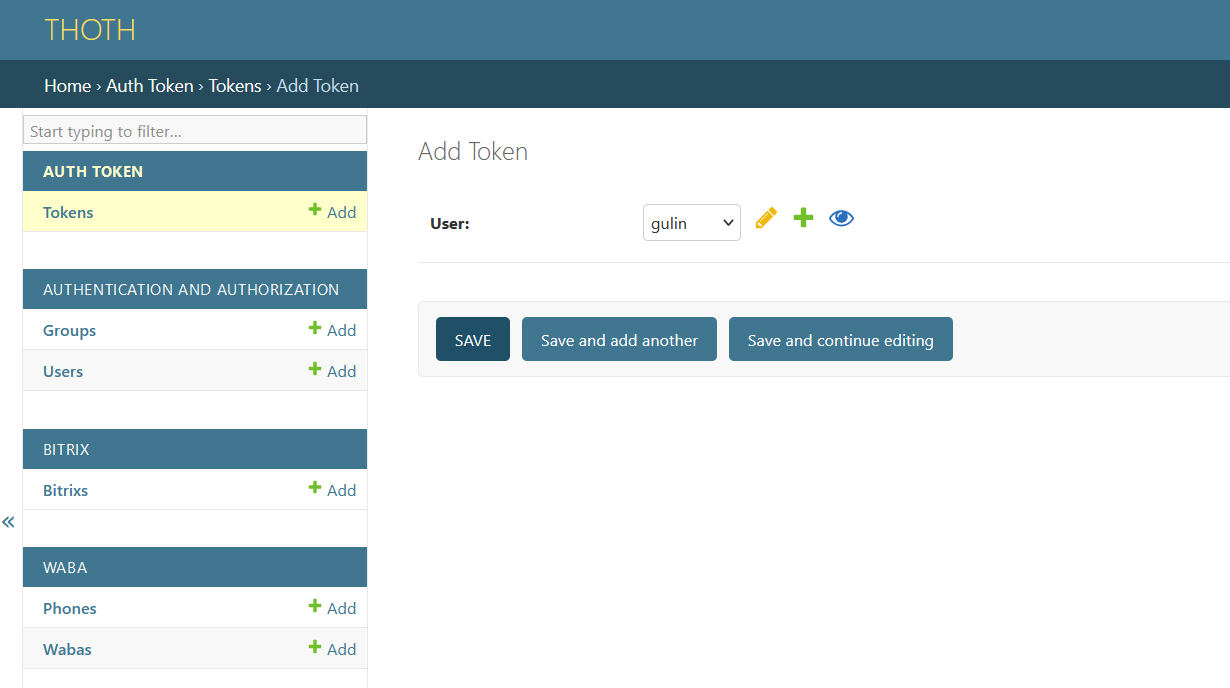 THOTH
Home › Auth Token › Tokens › Add Token
Start typing to filter...
AUTH TOKEN
Tokens Add
AUTHENTICATION AND AUTHORIZATION
Groups Add
Users Add
BITRIX
Bitrixs Add
WABA
Phones Add
Wabas Add
«
Add Token
User: gulin
SAVE Save and add another Save and continue editing